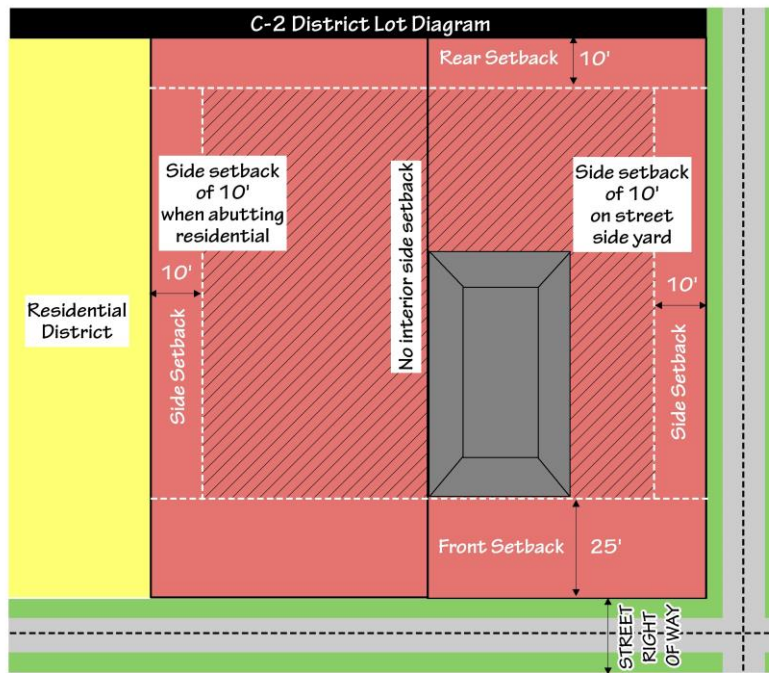 C-2 District Lot Diagram
Rear Setback 10'
Side setback
of 10'
when abutting
residential
No interior side setback
Side setback
of 10'
on street
side yard
10'
10'
Residential
District
Side Setback
Side Setback
Front Setback 25'
STREET
RIGHT
OF WAY